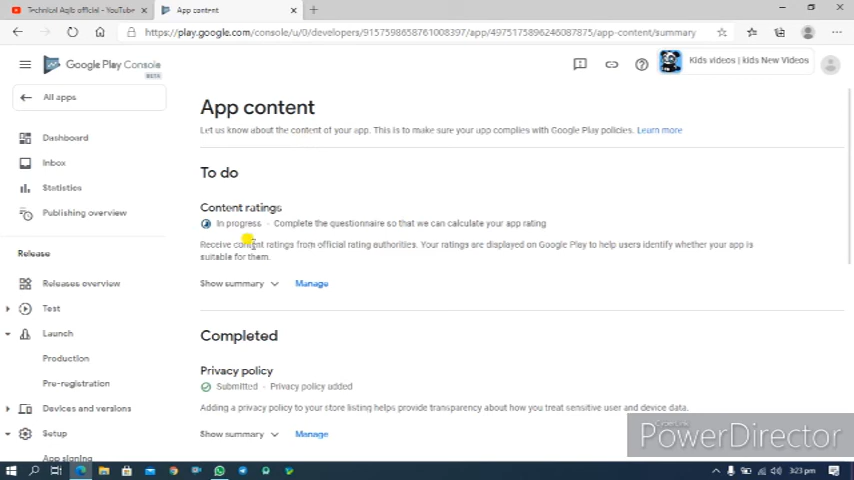 Technical Aqib official - YouTube
App content
https://play.google.com/console/u/0/developers/9157598171361008397/app/4975175896246087875/app-content/summary
Google Play Console
BETA
Kids videos | kids New Videos
All apps
Dashboard
Inbox
Statistics
Publishing overview
Release
Releases overview
Test
Launch
Production
Pre-registration
Devices and versions
Setup
App signing
App content
Let us know about the content of your app. This is to make sure your app complies with Google Play policies. Learn more
To do
Content ratings
In progress - Complete the questionnaire so that we can calculate your app rating
Receive content ratings from official rating authorities. Your ratings are displayed on Google Play to help users identify whether your app is
suitable for them.
Show summary
Manage
Completed
Privacy policy
Submitted - Privacy policy added
Adding a privacy policy to your store listing helps provide transparency about how you treat sensitive user and device data.
Show summary
Manage
PowerDirector
3:23 pm